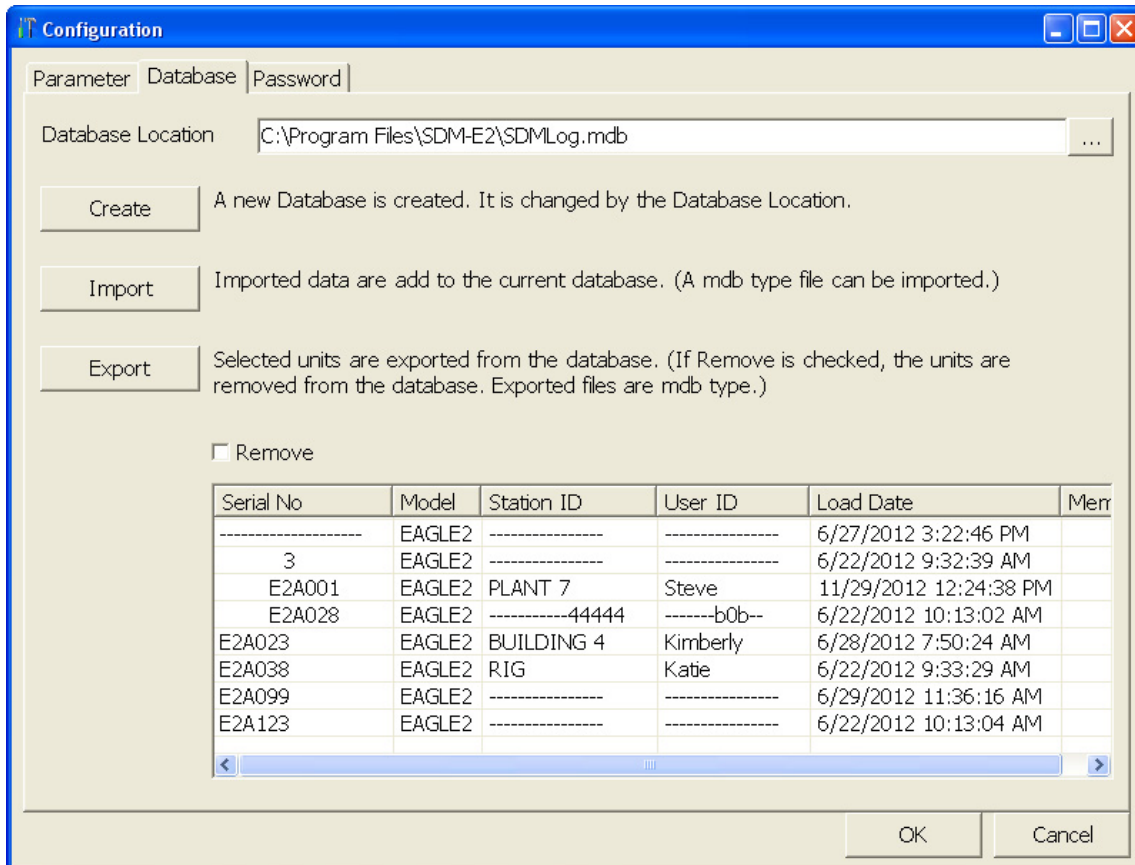 Configuration
Parameter Database Password
Database Location C:\Program Files\SDM-E2\SDMLog.mdb ...
Create A new Database is created. It is changed by the Database Location.
Import Imported data are add to the current database. (A mdb type file can be imported.)
Export Selected units are exported from the database. (If Remove is checked, the units are
removed from the database. Exported files are mdb type.)
Remove
Serial No Model Station ID User ID Load Date Mem
-------------------- EAGLE2 ---------------- ---------------- 6/27/2012 3:22:46 PM
3 EAGLE2 ---------------- ---------------- 6/22/2012 9:32:39 AM
E2A001 EAGLE2 PLANT 7 Steve 11/29/2012 12:24:38 PM
E2A028 EAGLE2 -----------44444 -------b0b-- 6/22/2012 10:13:02 AM
E2A023 EAGLE2 BUILDING 4 Kimberly 6/28/2012 7:50:24 AM
E2A038 EAGLE2 RIG Katie 6/22/2012 9:33:29 AM
E2A099 EAGLE2 ---------------- ---------------- 6/29/2012 11:36:16 AM
E2A123 EAGLE2 ---------------- ---------------- 6/22/2012 10:13:04 AM
OK Cancel